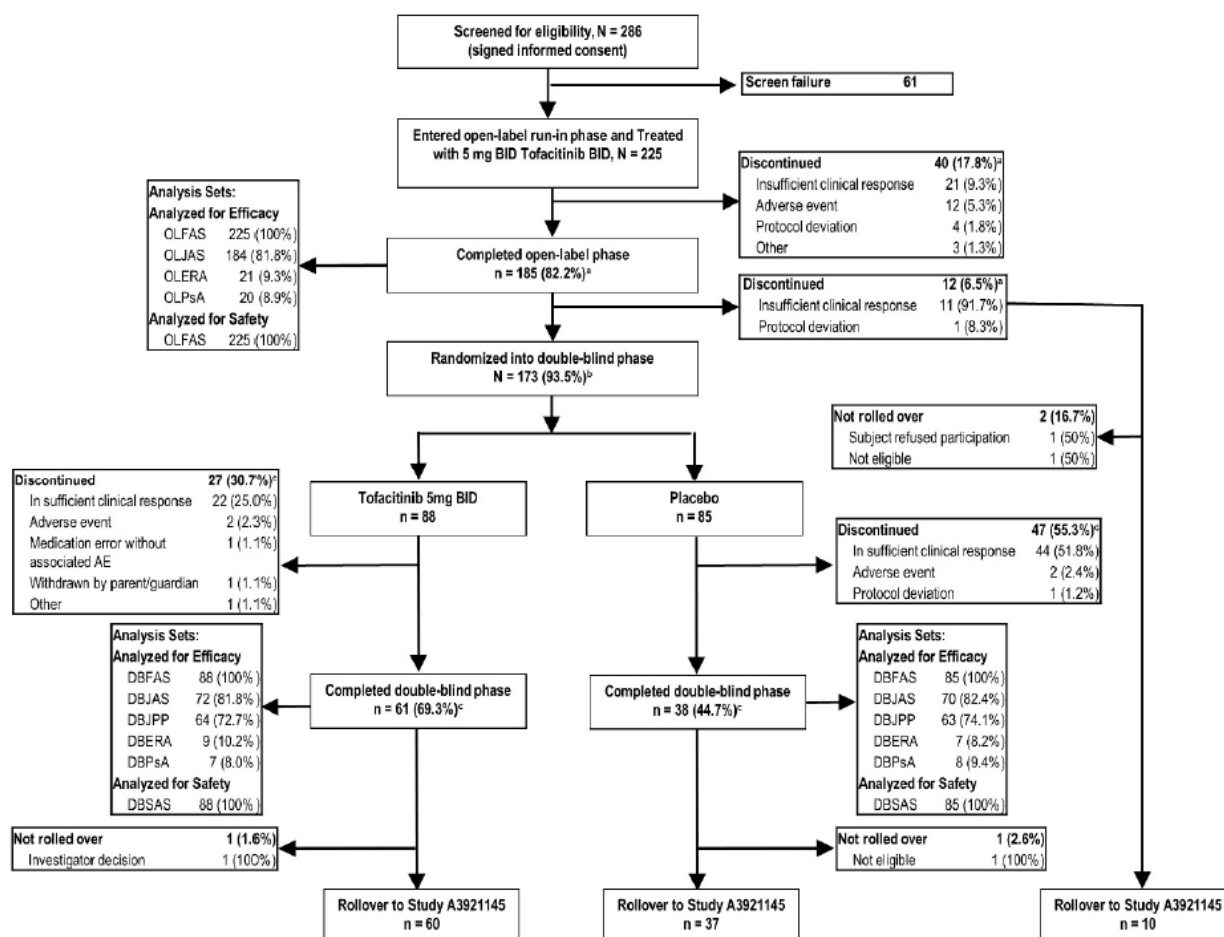 Screened for eligibility, N = 286
(signed informed consent)
Screen failure 61
Entered open-label run-in phase and Treated
with 5 mg BID Tofacitinib BID, N = 225
Discontinued 40 (17.8%)ᵃ
Insufficient clinical response 21 (9.3%)
Adverse event 12 (5.3%)
Protocol deviation 4 (1.8%)
Other 3 (1.3%)
Analysis Sets:
Analyzed for Efficacy
OLFAS 225 (100%)
OLJAS 184 (81.8%)
OLERA 21 (9.3%)
OLPsA 20 (8.9%)
Analyzed for Safety
OLFAS 225 (100%)
Completed open-label phase
n = 185 (82.2%)ᵃ
Discontinued 12 (6.5%)ᵃ
Insufficient clinical response 11 (91.7%)
Protocol deviation 1 (8.3%)
Randomized into double-blind phase
N = 173 (93.5%)ᵇ
Not rolled over 2 (16.7%)
Subject refused participation 1 (50%)
Not eligible 1 (50%)
Discontinued 27 (30.7%)ᶜ
In sufficient clinical response 22 (25.0%)
Adverse event 2 (2.3%)
Medication error without 1 (1.1%)
associated AE
Withdrawn by parent/guardian 1 (1.1%)
Other 1 (1.1%)
Tofacitinib 5mg BID
n = 88
Placebo
n = 85
Discontinued 47 (55.3%)ᶜ
In sufficient clinical response 44 (51.8%)
Adverse event 2 (2.4%)
Protocol deviation 1 (1.2%)
Analysis Sets:
Analyzed for Efficacy
DBFAS 88 (100%)
DBJAS 72 (81.8%)
DBJPP 64 (72.7%)
DBERA 9 (10.2%)
DBPsA 7 (8.0%)
Analyzed for Safety
DBSAS 88 (100%)
Completed double-blind phase
n = 61 (69.3%)ᶜ
Completed double-blind phase
n = 38 (44.7%)ᶜ
Analysis Sets:
Analyzed for Efficacy
DBFAS 85 (100%)
DBJAS 70 (82.4%)
DBJPP 63 (74.1%)
DBERA 7 (8.2%)
DBPsA 8 (9.4%)
Analyzed for Safety
DBSAS 85 (100%)
Not rolled over 1 (1.6%)
Investigator decision 1 (100%)
Not rolled over 1 (2.6%)
Not eligible 1 (100%)
Rollover to Study A3921145
n = 60
Rollover to Study A3921145
n = 37
Rollover to Study A3921145
n = 10